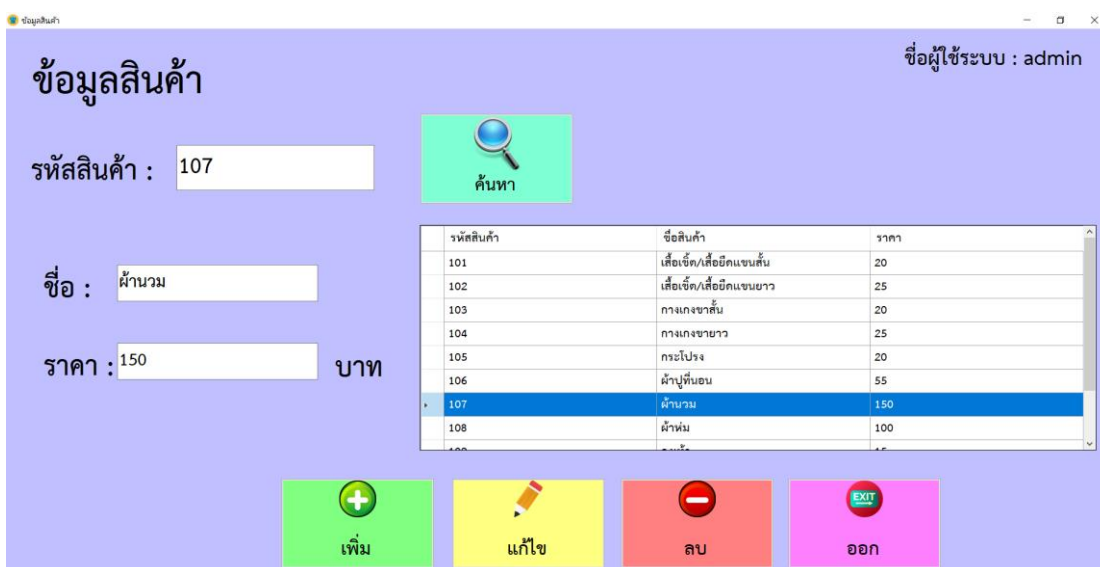 ข้อมูลสินค้า
ชื่อผู้ใช้ระบบ : admin
ข้อมูลสินค้า
รหัสสินค้า : 107
ค้นหา
ชื่อ : ผ้านวม
ราคา : 150 บาท
รหัสสินค้า ชื่อสินค้า ราคา
101 เสื้อเชิ้ต/เสื้อยืดแขนสั้น 20
102 เสื้อเชิ้ต/เสื้อยืดแขนยาว 25
103 กางเกงขาสั้น 20
104 กางเกงขายาว 25
105 กระโปรง 20
106 ผ้าปูที่นอน 55
107 ผ้านวม 150
108 ผ้าห่ม 100
เพิ่ม
แก้ไข
ลบ
EXIT
ออก